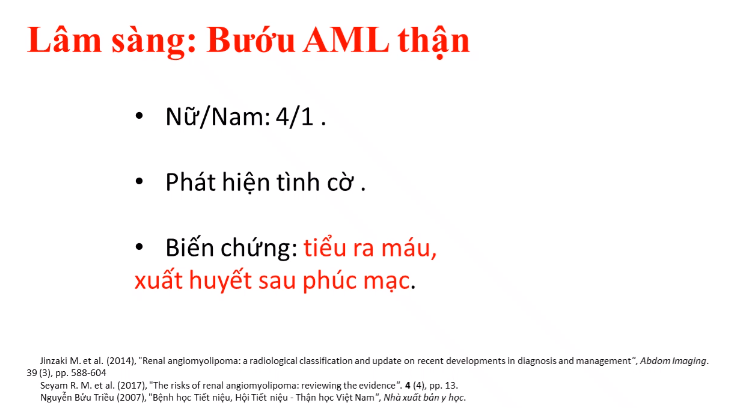 Lâm sàng: Bướu AML thận
• Nữ/Nam: 4/1 .
• Phát hiện tình cờ .
• Biến chứng: tiểu ra máu,
xuất huyết sau phúc mạc.
Jinzaki M. et al. (2014), "Renal angiomyolipoma: a radiological classification and update on recent developments in diagnosis and management", Abdom Imaging.
39 (3), pp. 588-604
Seyam R. M. et al. (2017), "The risks of renal angiomyolipoma: reviewing the evidence". 4 (4), pp. 13.
Nguyễn Bửu Triều (2007), "Bệnh học Tiết niệu, Hội Tiết niệu - Thận học Việt Nam", Nhà xuất bản y học.